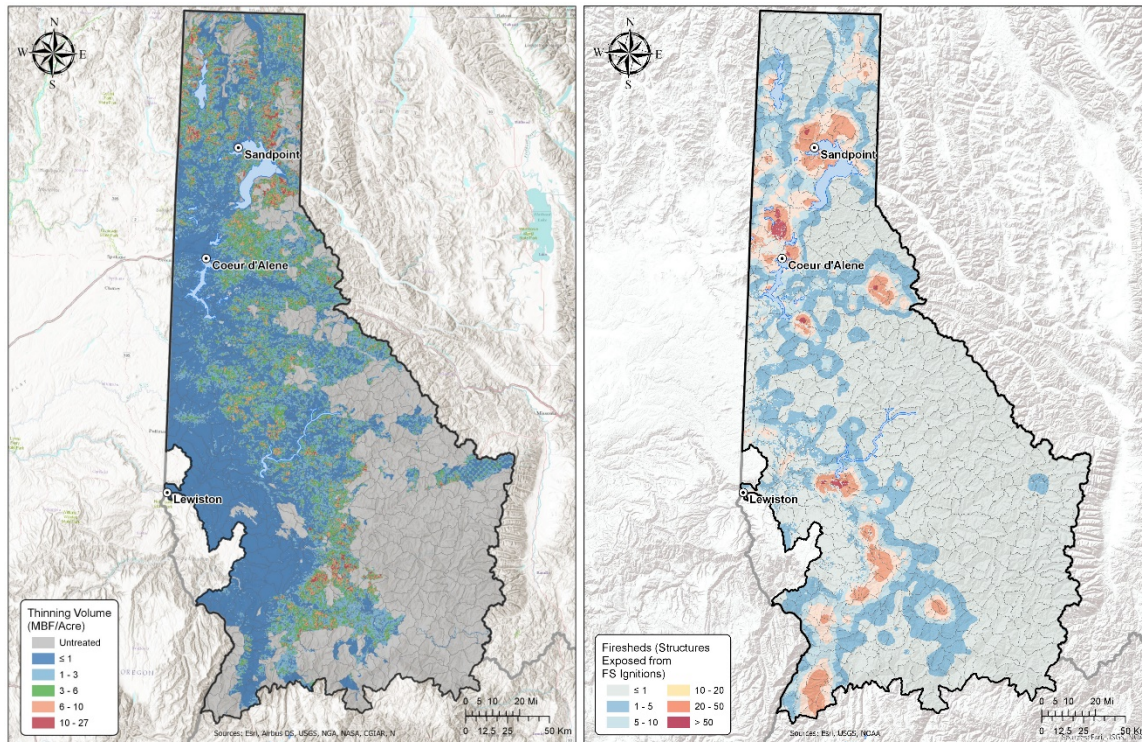 N
W
E
S
Sandpoint
Coeur d'Alene
Lewiston
OREGON
Thinning Volume
(MBF/Acre)
Untreated
≤ 1
1 - 3
3 - 6
6 - 10
10 - 27
0 5 10 20 Mi
0 12.5 25 50 Km
Sources: Esri, Airbus DS, USGS, NGA, NASA, CGIAR, N
N
W
E
S
Sandpoint
Coeur d'Alene
Lewiston
Firesheds (Structures
Exposed from
FS Ignitions)
≤ 1
1 - 5
5 - 10
10 - 20
20 - 50
> 50
0 5 10 20 Mi
0 12.5 25 50 Km
Sources: Esri, USGS, NOAA